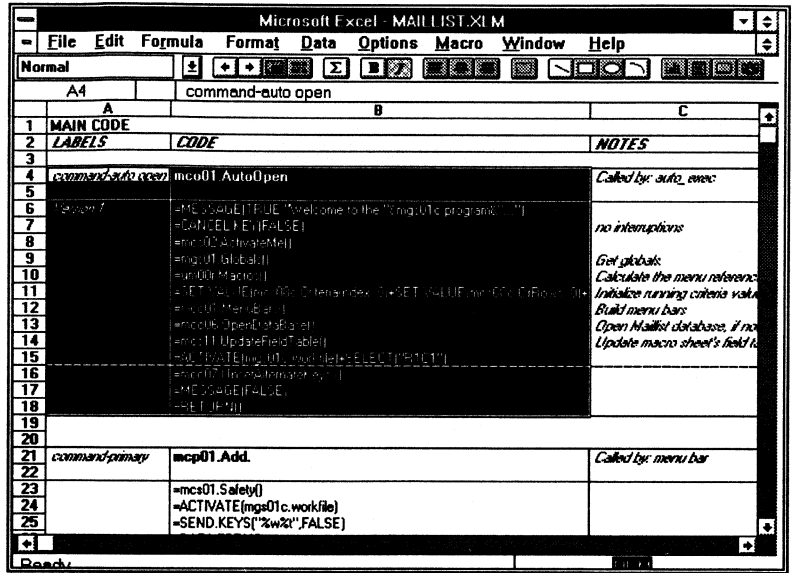 Microsoft Excel - MAILLIST.XLM
File Edit Formula Format Data Options Macro Window Help
Normal Σ B I
A4 command-auto open
A B C
1 MAIN CODE
2 LABELS CODE NOTES
3
4 command-auto open mco01.AutoOpen Called by: auto_exec
5
6 =MESSAGE(TRUE,"Welcome to the
7 =CANCEL.KEY(FALSE) no interruptions
8 =mcs02.ActivateMe()
9 =mgs01.Globals() Get globals
10 =um00r.Macros() Calculate the menu referenc
11 Initialize running criteria valu
12 Build menu bars
13 =mcc06.OpenDataBase() Open Maillist database, if no
14 =mcs11.UpdateFieldTable() Update macro sheet's field ta
15
16
17 =MESSAGE(FALSE)
18 =RETURN()
19
20
21 command-primary mcp01.Add. Called by: menu bar
22
23 =mcs01.Safety()
24 =ACTIVATE(mgs01c.workfile)
25 =SEND.KEYS("%w%t",FALSE)
Ready